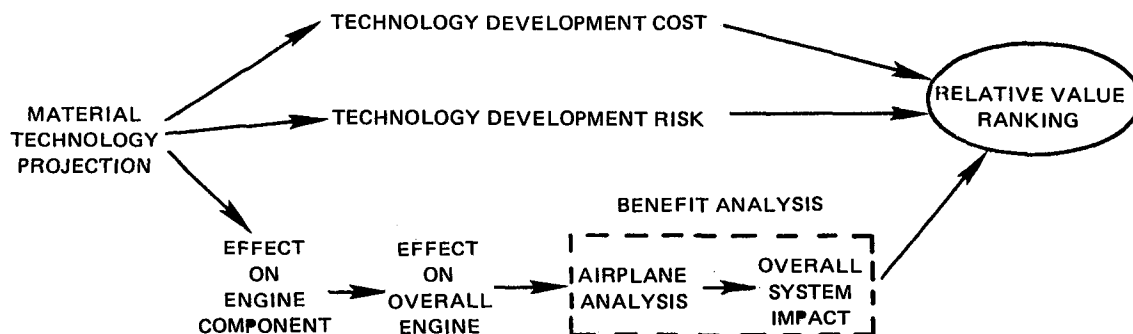 TECHNOLOGY DEVELOPMENT COST
MATERIAL
TECHNOLOGY
PROJECTION
TECHNOLOGY DEVELOPMENT RISK
RELATIVE VALUE
RANKING
BENEFIT ANALYSIS
EFFECT
ON
ENGINE
COMPONENT
EFFECT
ON
OVERALL
ENGINE
AIRPLANE
ANALYSIS
OVERALL
SYSTEM
IMPACT